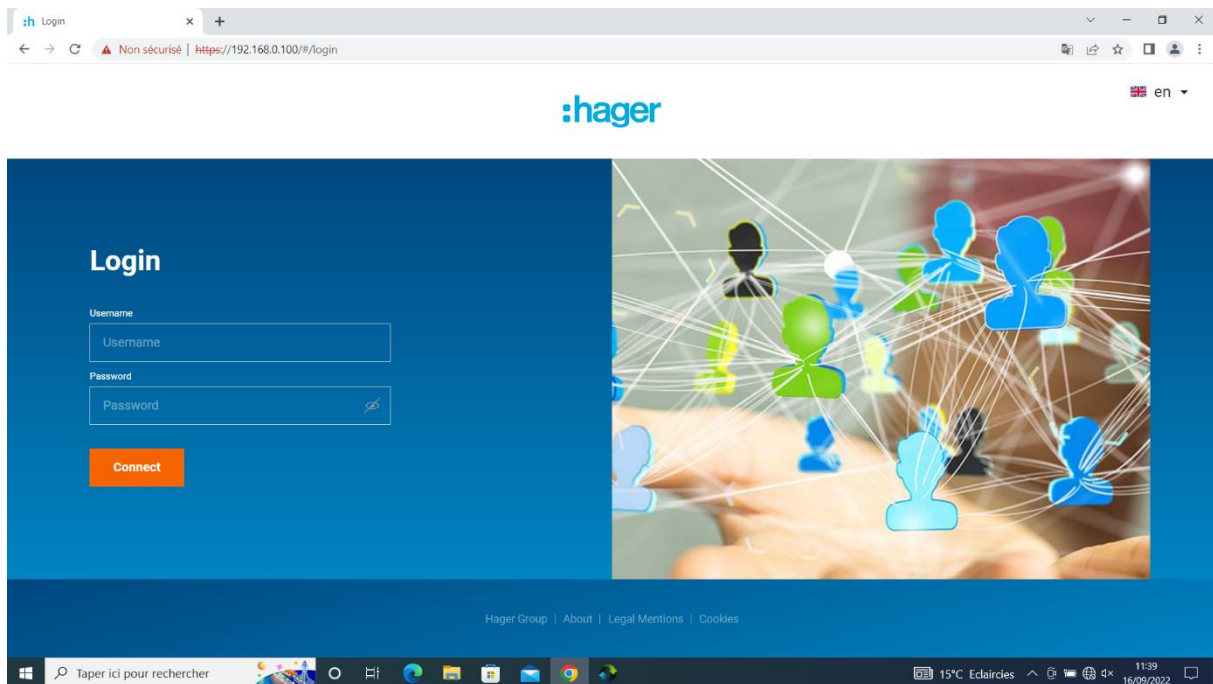 :h Login
Non sécurisé | https://192.168.0.100/#/login
:hager
en
Login
Username
Username
Password
Password
Connect
Hager Group | About | Legal Mentions | Cookies
Taper ici pour rechercher
15°C Eclaircies
11:39
16/09/2022